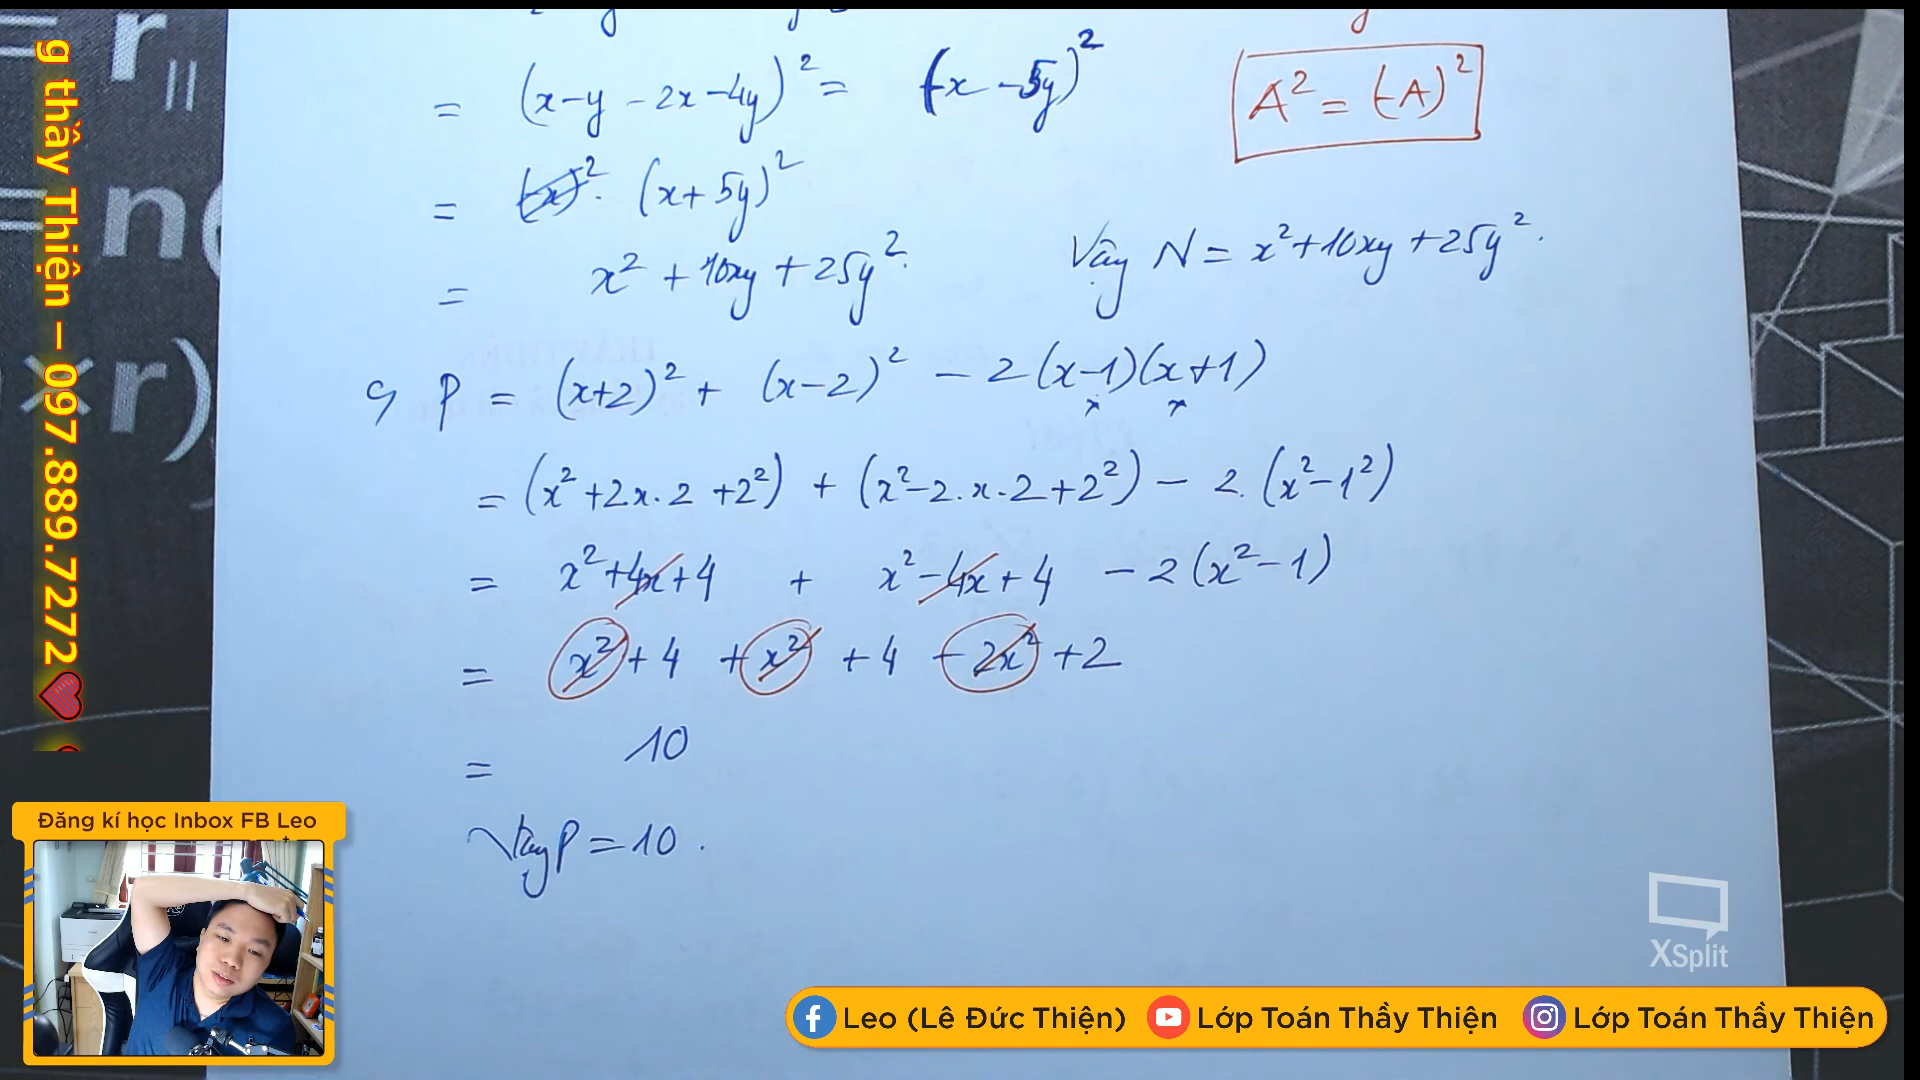 = (x-y-2x-4y)² = (-x-5y)²
A² = (-A)²
= (x+5y)²
= x² + 10xy + 25y².
Vậy N = x² + 10xy + 25y².
c, P = (x+2)² + (x-2)² - 2(x-1)(x+1)
= (x² + 2x.2 + 2²) + (x² - 2.x.2 + 2²) - 2.(x² - 1²)
= x² + 4x + 4 + x² - 4x + 4 - 2(x² - 1)
= x² + 4 + x² + 4 - 2x² + 2
= 10
Vậy P = 10.
g thầy Thiện – 097.889.7272
Đăng kí học Inbox FB Leo
XSplit
Leo (Lê Đức Thiện) Lớp Toán Thầy Thiện Lớp Toán Thầy Thiện